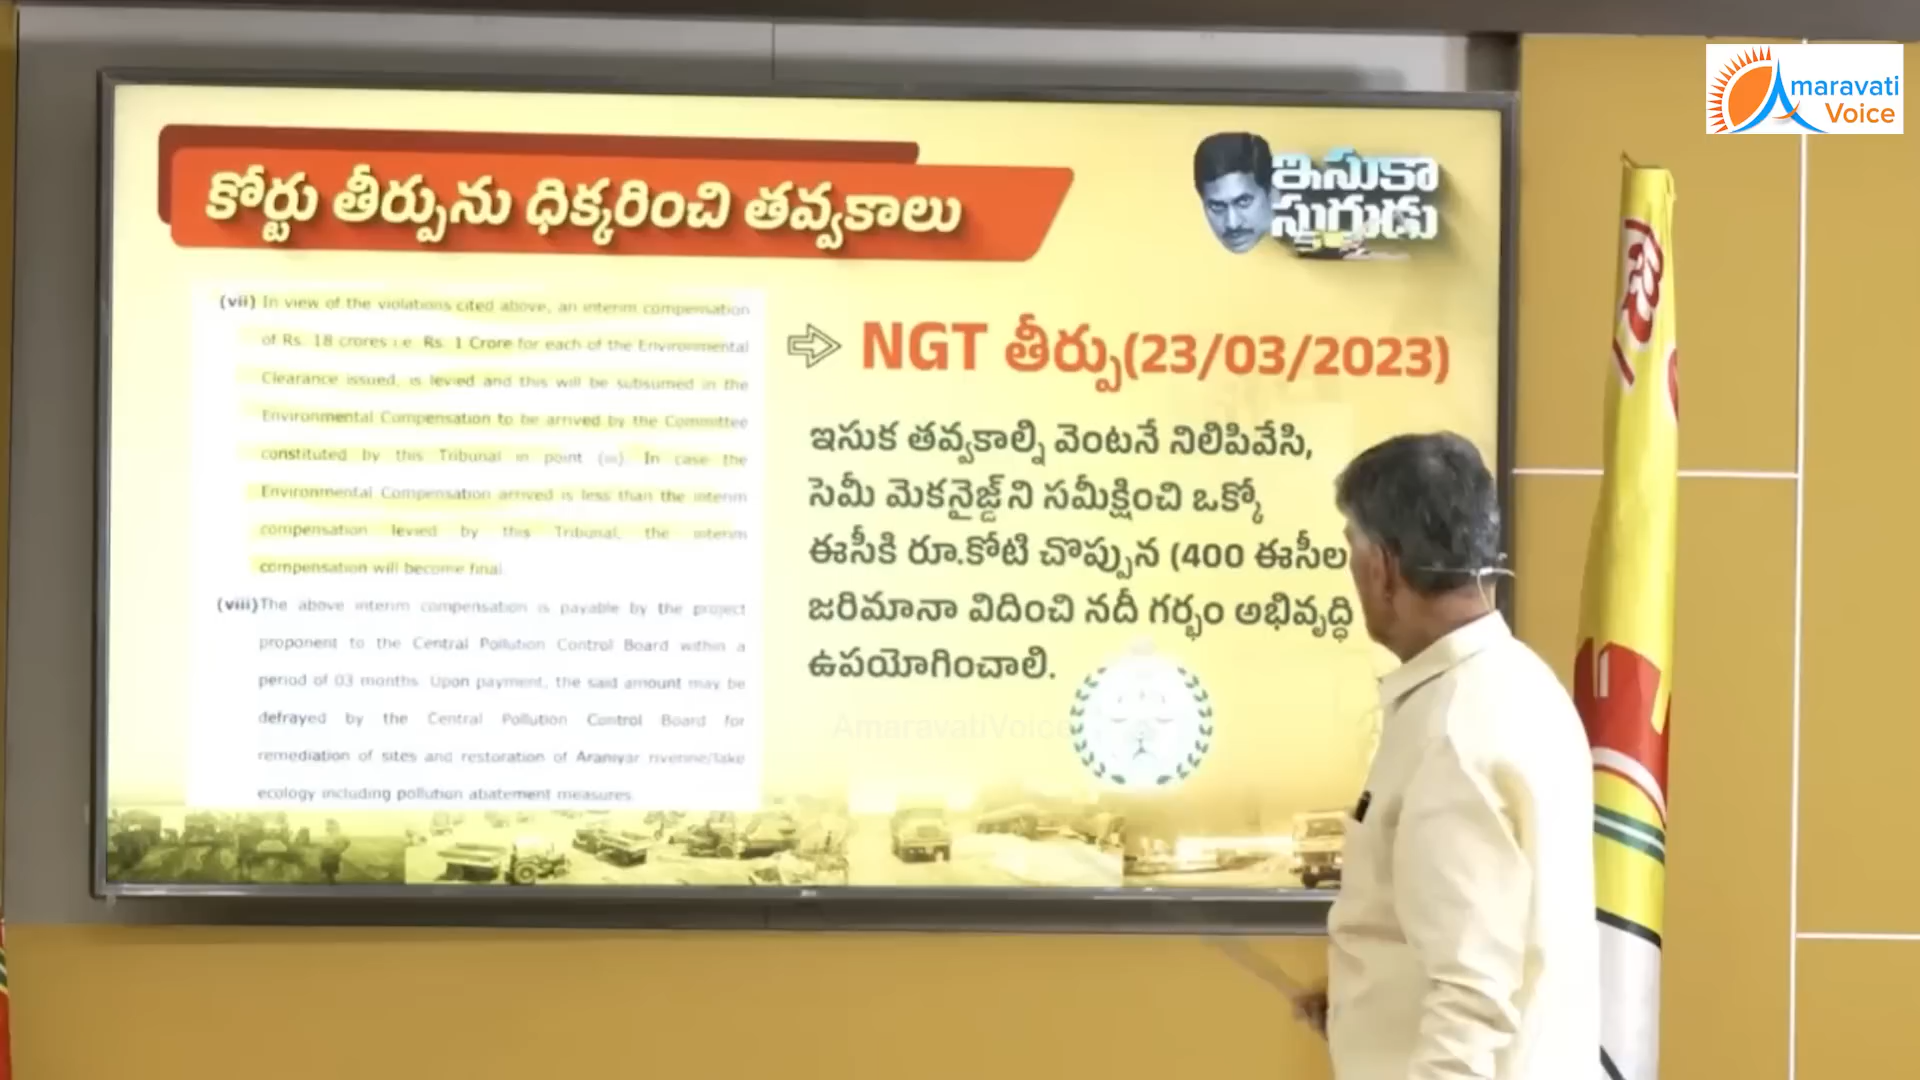 Amaravati
Voice
కోర్టు తీర్పును ధిక్కరించి తవ్వకాలు
ఇసుకా
సురుడు
(vii) In view of the violations cited above, an interim compensation
of Rs. 18 crores i.e. Rs. 1 Crore for each of the Environmental
Clearance issued, is levied and this will be subsumed in the
Environmental Compensation to be arrived by the Committee
constituted by this Tribunal in point (iii). In case the
Environmental Compensation arrived is less than the interim
compensation levied by this Tribunal, the interim
compensation will become final.
(viii) The above interim compensation is payable by the project
proponent to the Central Pollution Control Board within a
period of 03 months. Upon payment, the said amount may be
defrayed by the Central Pollution Control Board for
remediation of sites and restoration of Araniyar riverine/lake
ecology including pollution abatement measures.
NGT తీర్పు(23/03/2023)
ఇసుక తవ్వకాల్ని వెంటనే నిలిపివేసి,
సెమీ మెకనైజ్డ్‌ని సమీక్షించి ఒక్కో
ఈసీకి రూ.కోటి చొప్పున (400 ఈసీల
జరిమానా విదించి నదీ గర్భం అభివృద్ధి
ఉపయోగించాలి.
AmaravatiVoice